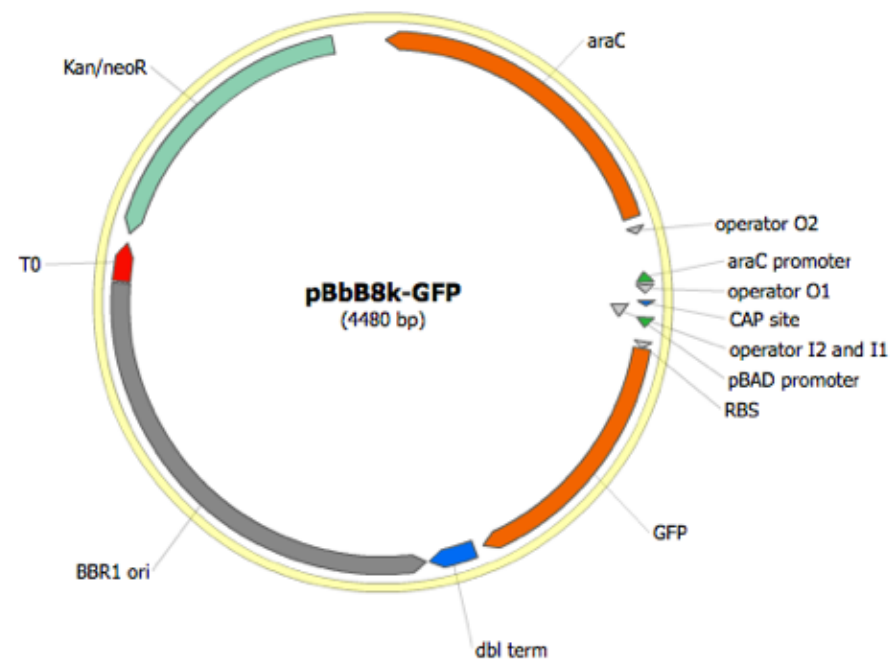 araC
Kan/neoR
operator O2
araC promoter
T0
operator O1
pBbB8k-GFP
(4480 bp)
CAP site
operator I2 and I1
pBAD promoter
RBS
GFP
BBR1 ori
dbl term